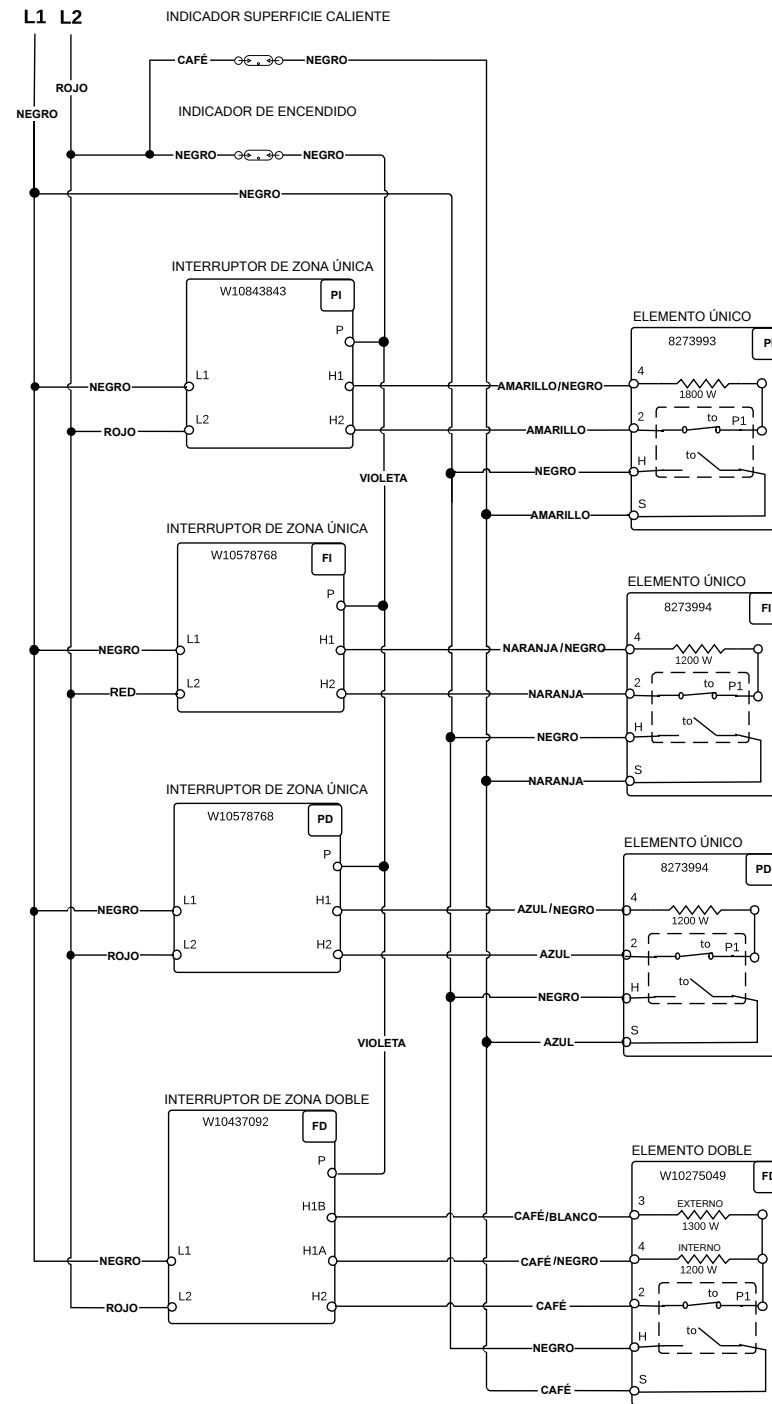 L1 L2
INDICADOR SUPERFICIE CALIENTE
CAFÉ NEGRO
ROJO
NEGRO
INDICADOR DE ENCENDIDO
NEGRO NEGRO
NEGRO
INTERRUPTOR DE ZONA ÚNICA
W10843843
PI
P
L1
H1
NEGRO
L2
H2
ROJO
VIOLETA
ELEMENTO ÚNICO
8273993
4
AMARILLO/NEGRO
1800 W
2
to P1
AMARILLO
H
to
NEGRO
S
AMARILLO
INTERRUPTOR DE ZONA ÚNICA
W10578768
FI
P
L1
H1
NEGRO
L2
H2
RED
ELEMENTO ÚNICO
8273994
FI
4
NARANJA/NEGRO
1200 W
2
to P1
NARANJA
H
to
NEGRO
S
NARANJA
INTERRUPTOR DE ZONA ÚNICA
W10578768
PD
P
L1
H1
NEGRO
L2
H2
ROJO
ELEMENTO ÚNICO
8273994
PD
4
AZUL/NEGRO
1200 W
2
to P1
AZUL
H
to
NEGRO
S
AZUL
VIOLETA
INTERRUPTOR DE ZONA DOBLE
W10437092
FD
P
H1B
L1
H1A
NEGRO
L2
H2
ROJO
ELEMENTO DOBLE
W10275049
3
EXTERNO
CAFÉ/BLANCO
1300 W
4
INTERNO
CAFÉ/NEGRO
1200 W
2
to P1
CAFÉ
H
to
NEGRO
S
CAFÉ